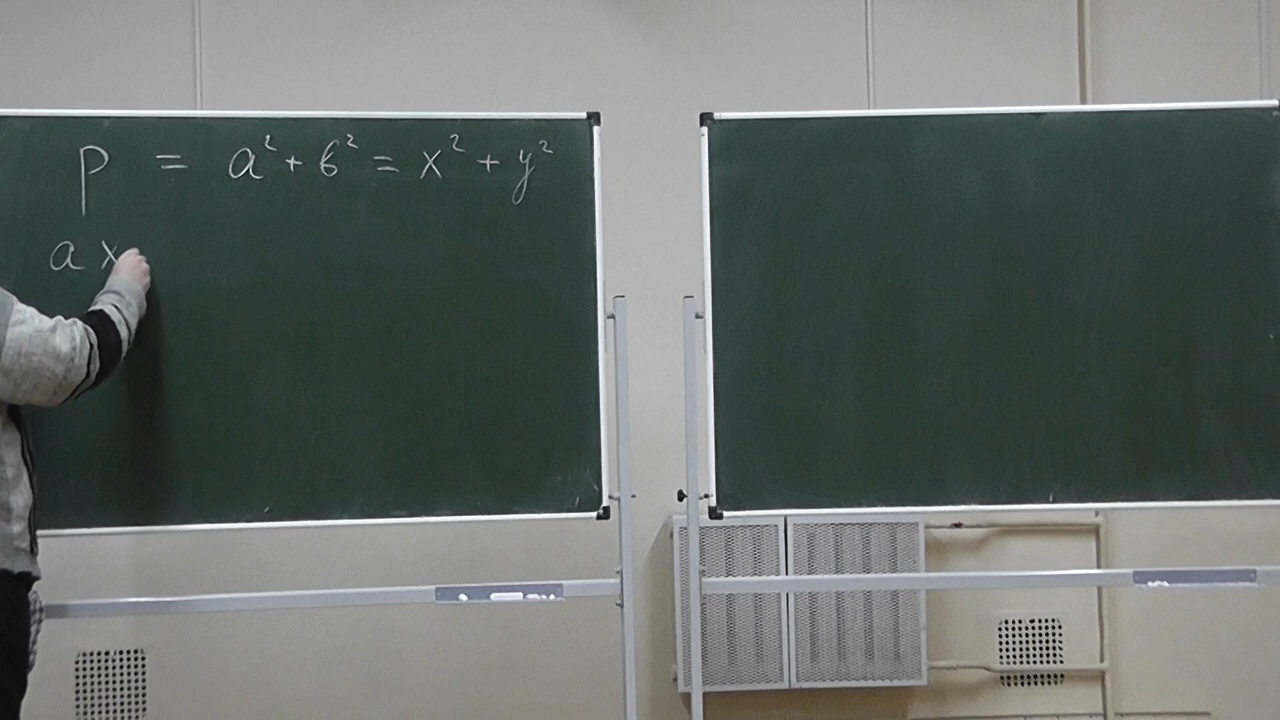 p = a² + b² = x² + y²
a x